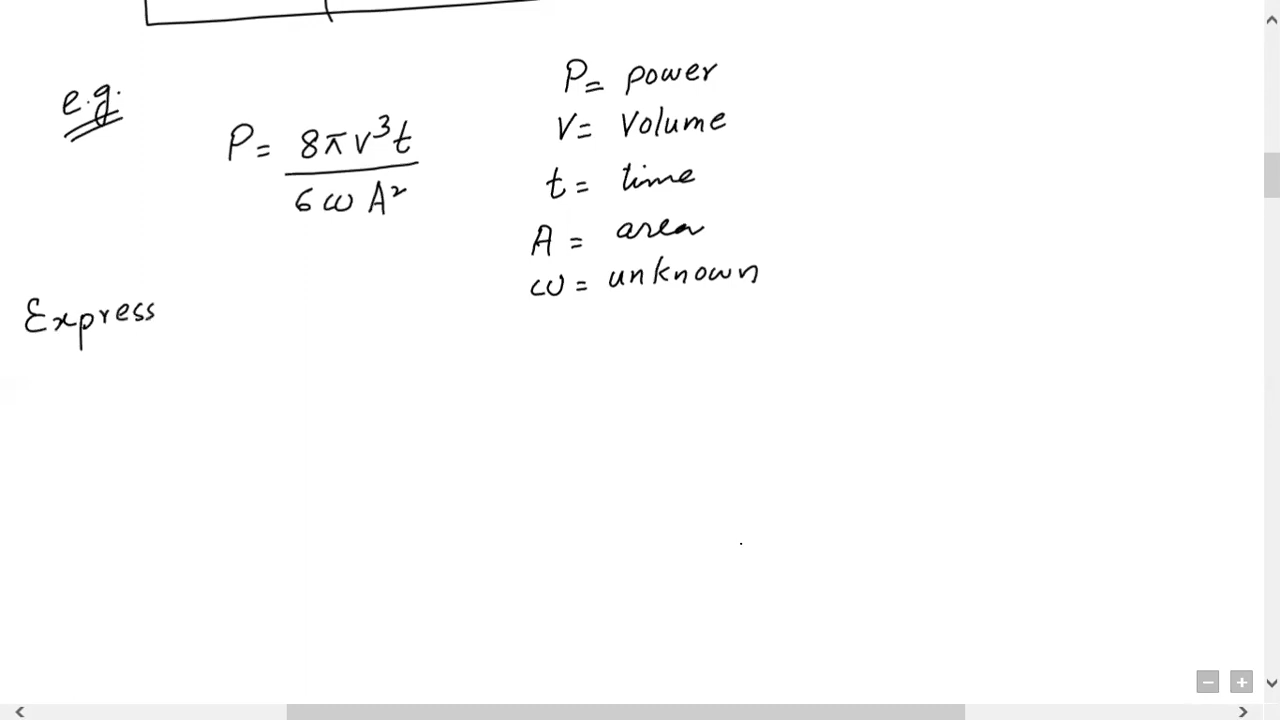 e.g.
P = 8πv³t / 6ωA²
P = power
V = Volume
t = time
A = area
ω = unknown
Express